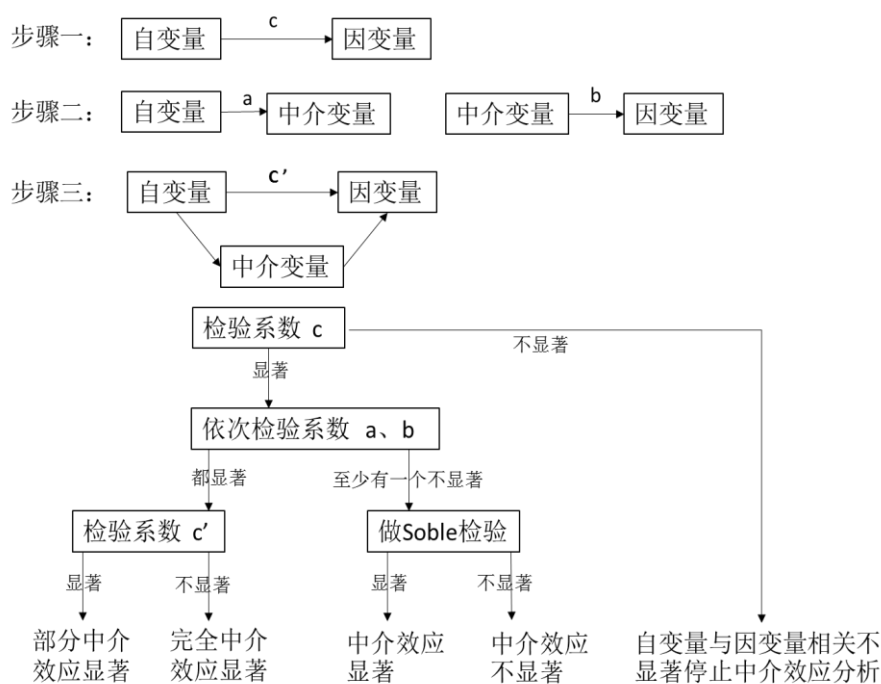 步骤一： 自变量 c 因变量
步骤二： 自变量 a 中介变量 中介变量 b 因变量
步骤三： 自变量 c’ 因变量
中介变量
检验系数 c
不显著
显著
依次检验系数 a、b
都显著 至少有一个不显著
检验系数 c’ 做Soble检验
显著 不显著 显著 不显著
部分中介 完全中介 中介效应 中介效应 自变量与因变量相关不
效应显著 效应显著 显著 不显著 显著停止中介效应分析